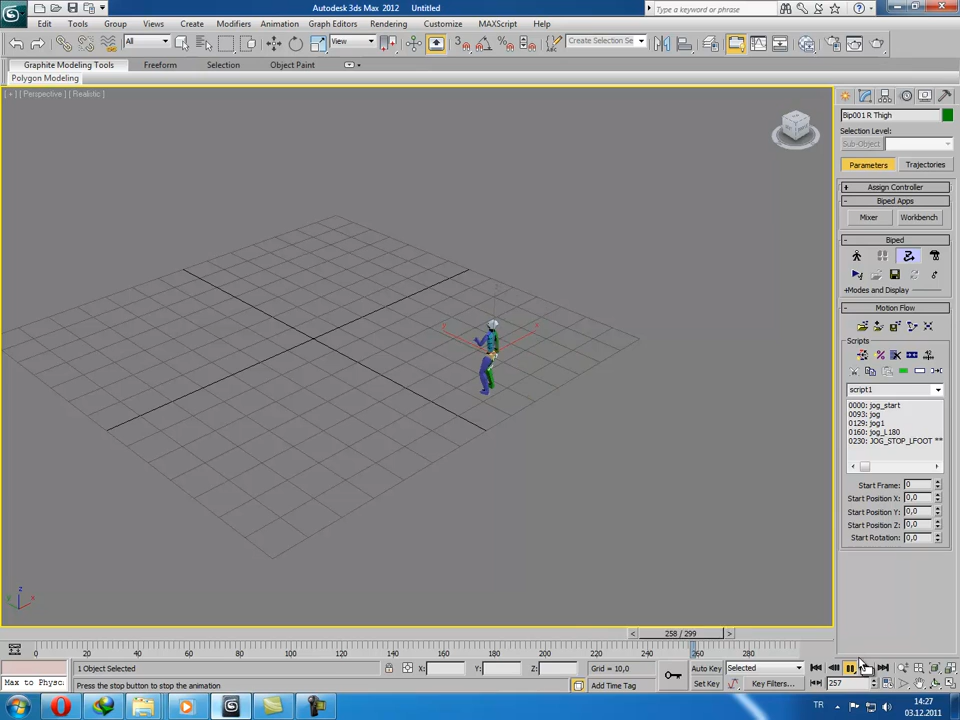 Autodesk 3ds Max 2012 Untitled
Type a keyword or phrase
Edit Tools Group Views Create Modifiers Animation Graph Editors Rendering Customize MAXScript Help
All View Create Selection Se
Graphite Modeling Tools Freeform Selection Object Paint
Polygon Modeling
[ + ] [ Perspective ] [ Realistic ]
Bip001 R Thigh
Selection Level:
Sub-Object
Parameters Trajectories
+ Assign Controller
- Biped Apps
Mixer Workbench
- Biped
+Modes and Display
- Motion Flow
Scripts
script1
0000: jog_start
0093: jog
0129: jog1
0160: jog_L180
0230: JOG_STOP_LFOOT **
Start Frame: 0
Start Position X: 0,0
Start Position Y: 0,0
Start Position Z: 0,0
Start Rotation: 0,0
< 258 / 299 >
0 20 40 60 80 100 120 140 160 180 200 220 240 260 280
1 Object Selected X: Y: Z: Grid = 10,0 Auto Key Selected
Max to Physc. Press the stop button to stop the animation Add Time Tag Set Key Key Filters... 257
TR 14:27
03.12.2011